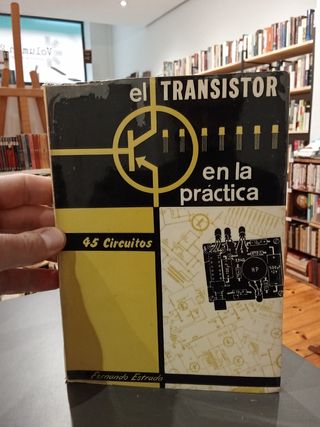 el TRANSISTOR
en la
práctica
45 Circuitos
Fernando Estrada